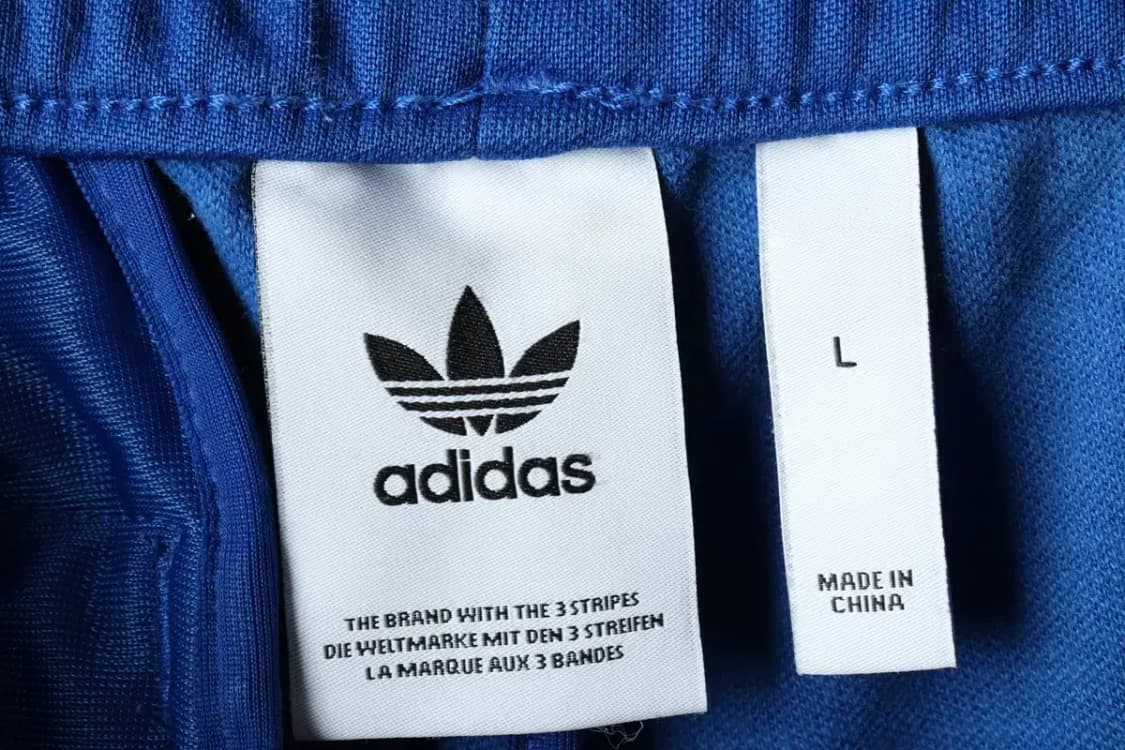 adidas
THE BRAND WITH THE 3 STRIPES
DIE WELTMARKE MIT DEN 3 STREIFEN
LA MARQUE AUX 3 BANDES
L
MADE IN
CHINA